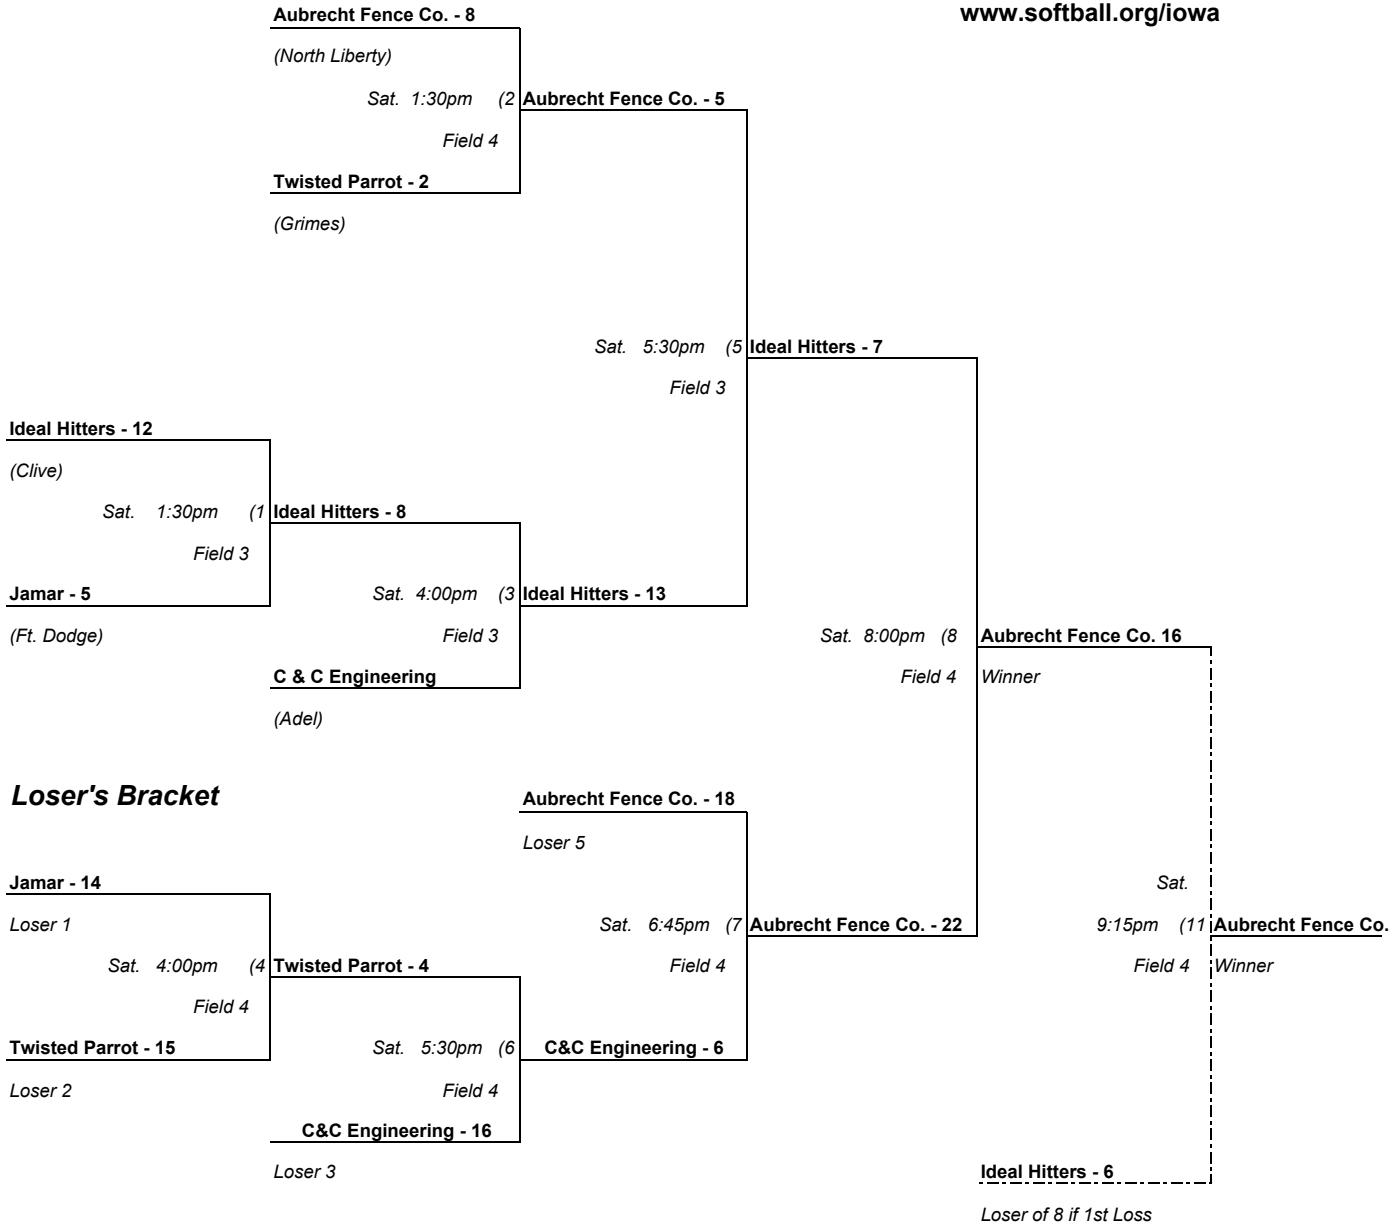 Aubrecht Fence Co. - 8
www.softball.org/iowa
(North Liberty)
Sat. 1:30pm (2 Aubrecht Fence Co. - 5
Field 4
Twisted Parrot - 2
(Grimes)
Sat. 5:30pm (5 Ideal Hitters - 7
Field 3
Ideal Hitters - 12
(Clive)
Sat. 1:30pm (1 Ideal Hitters - 8
Field 3
Jamar - 5
Sat. 4:00pm (3 Ideal Hitters - 13
(Ft. Dodge)
Field 3
Sat. 8:00pm (8 Aubrecht Fence Co. 16
C & C Engineering
Field 4
Winner
(Adel)
Loser's Bracket
Aubrecht Fence Co. - 18
Loser 5
Jamar - 14
Sat.
Loser 1
Sat. 6:45pm (7 Aubrecht Fence Co. - 22
9:15pm (11 Aubrecht Fence Co.
Sat. 4:00pm (4 Twisted Parrot - 4
Field 4
Field 4
Winner
Field 4
Twisted Parrot - 15
Sat. 5:30pm (6 C&C Engineering - 6
Loser 2
Field 4
C&C Engineering - 16
Loser 3
Ideal Hitters - 6
Loser of 8 if 1st Loss